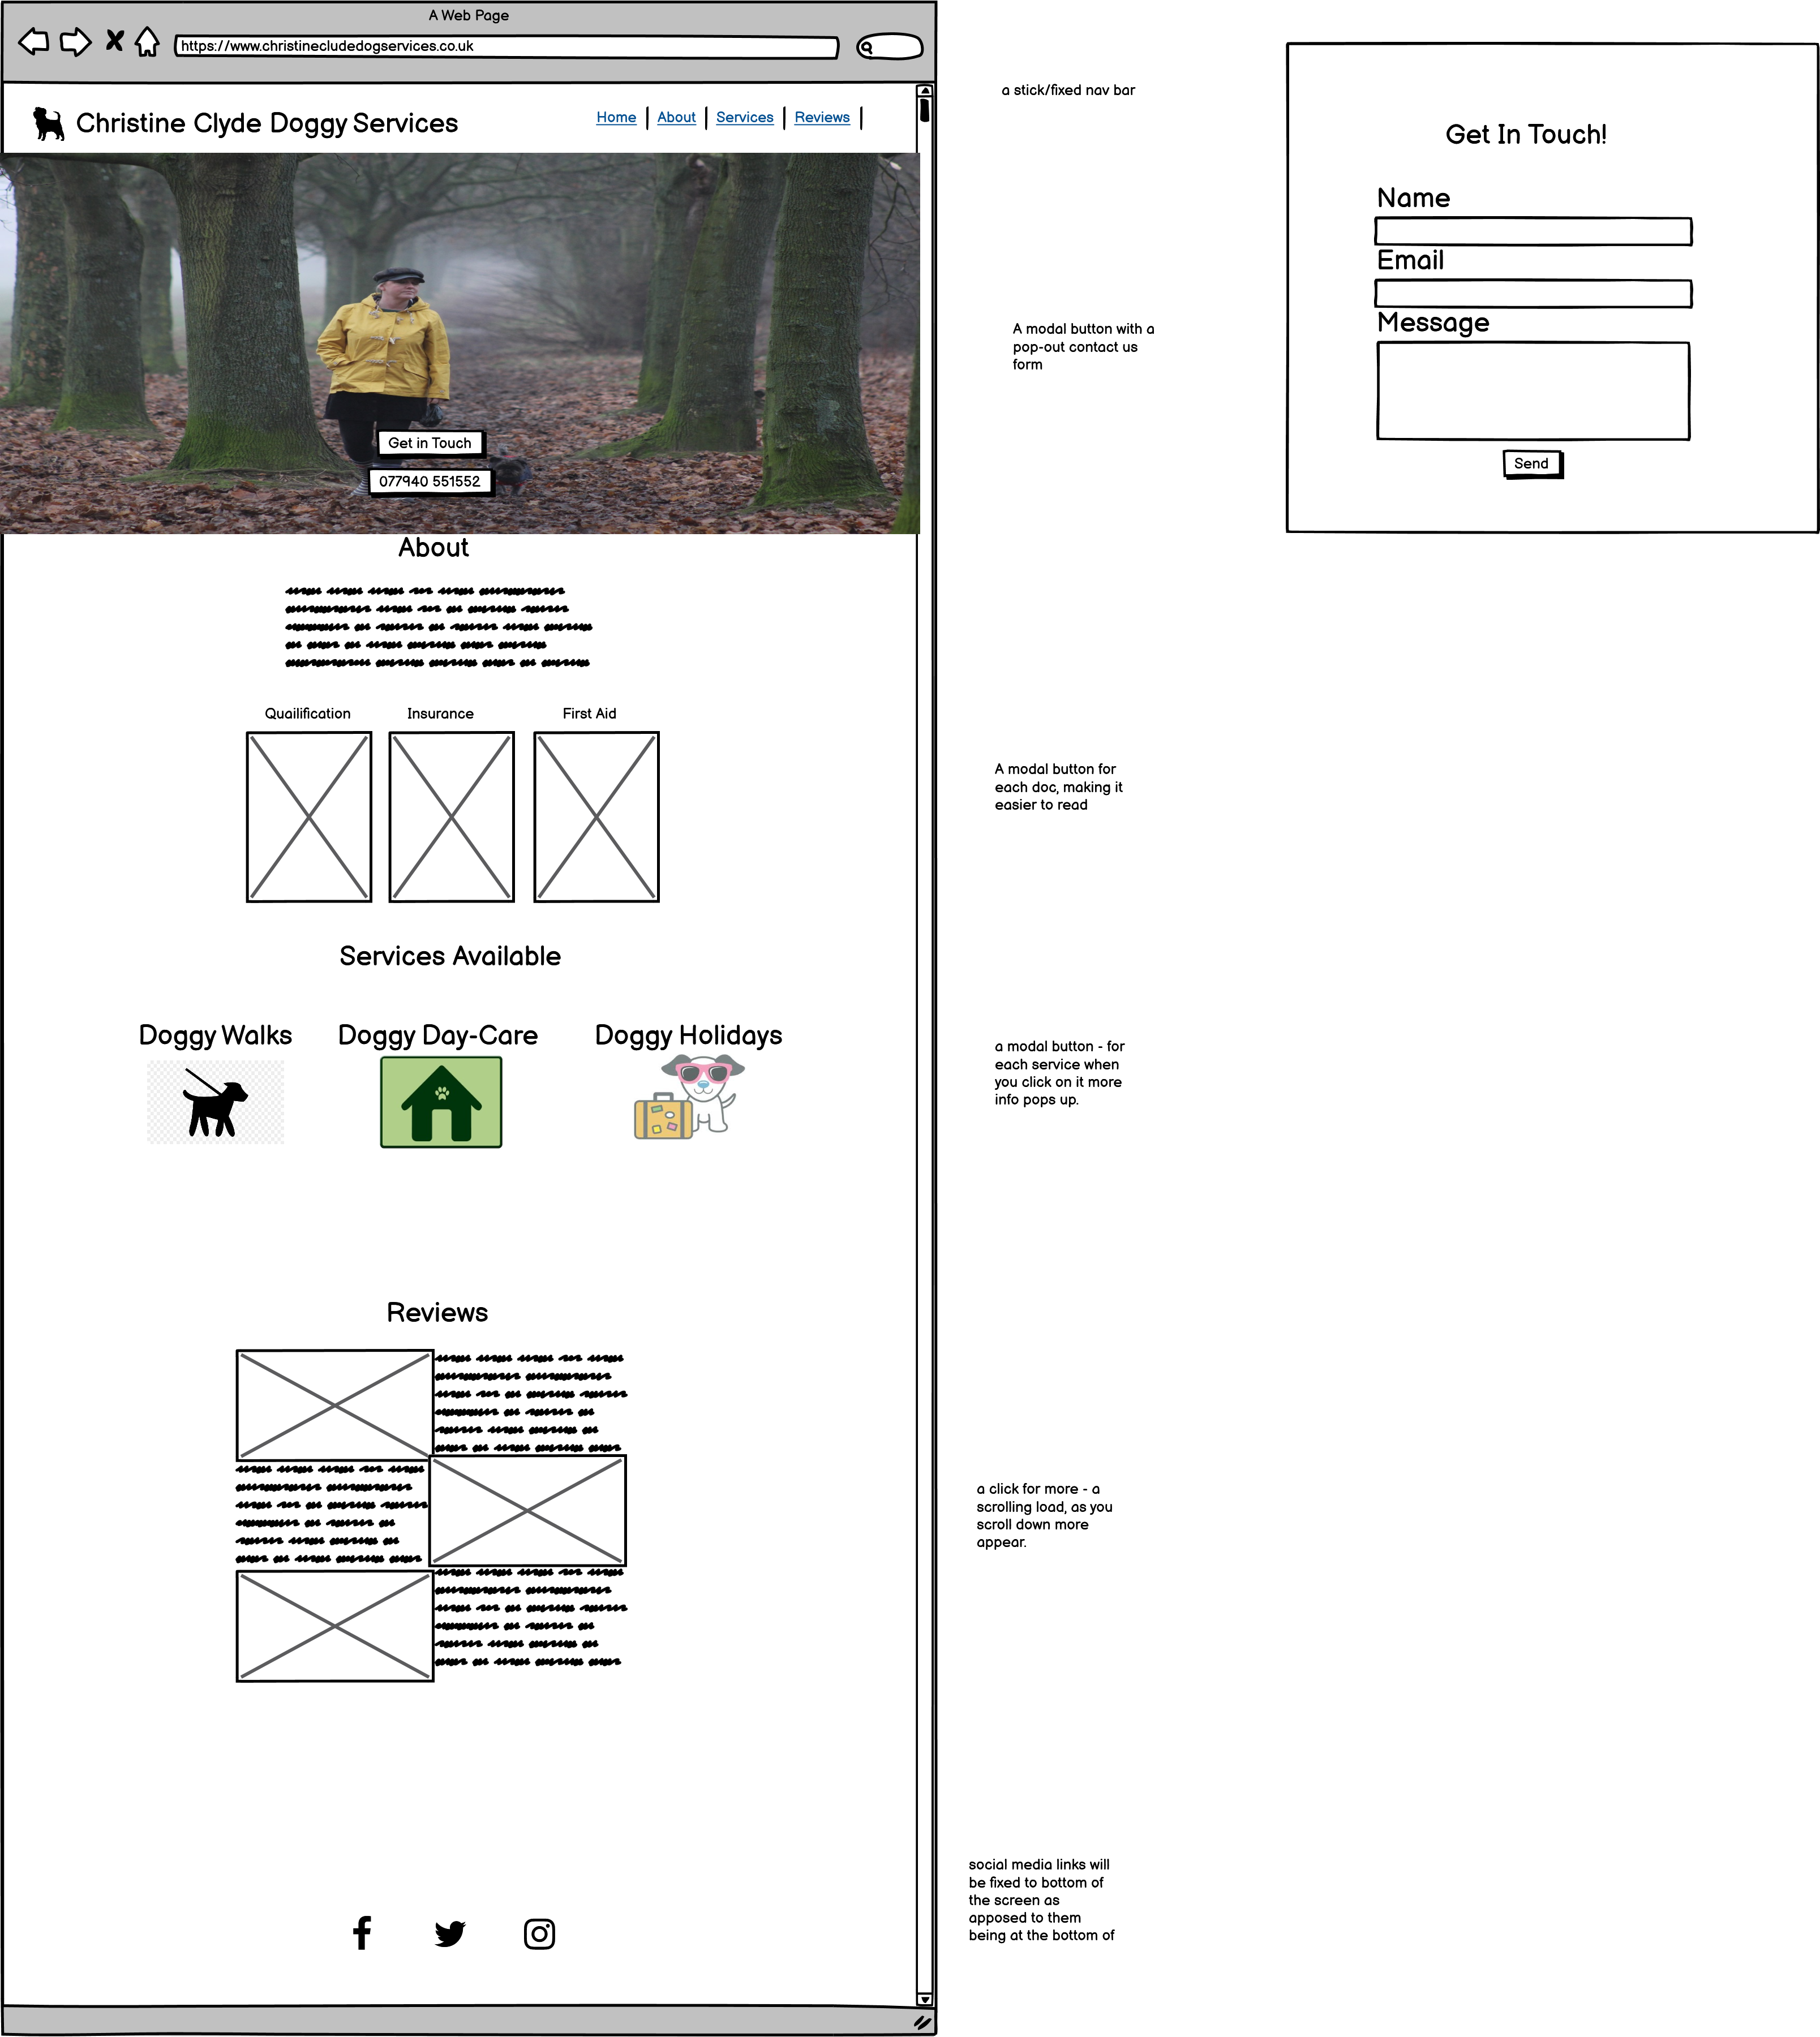 A Web Page
https://www.christinecludedogservices.co.uk
Christine Clyde Doggy Services
Home
About
Services
Reviews
a stick/fixed nav bar
Get In Touch!
Name
Email
Message
Send
A modal button with a
pop-out contact us
form
Get in Touch
077940 551552
About
Quailification
Insurance
First Aid
A modal button for
each doc, making it
easier to read
Services Available
Doggy Walks
Doggy Day-Care
Doggy Holidays
a modal button - for
each service when
you click on it more
info pops up.
Reviews
a click for more - a
scrolling load, as you
scroll down more
appear.
social media links will
be fixed to bottom of
the screen as
apposed to them
being at the bottom of